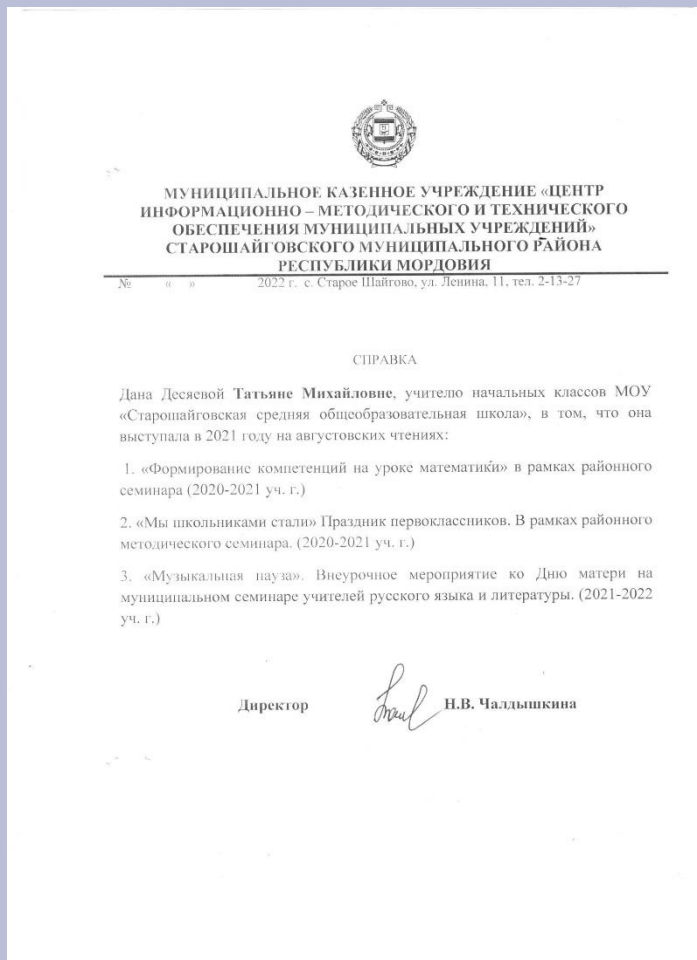 МУНИЦИПАЛЬНОЕ КАЗЕННОЕ УЧРЕЖДЕНИЕ «ЦЕНТР
ИНФОРМАЦИОННО – МЕТОДИЧЕСКОГО И ТЕХНИЧЕСКОГО
ОБЕСПЕЧЕНИЯ МУНИЦИПАЛЬНЫХ УЧРЕЖДЕНИЙ»
СТАРОШАЙГОВСКОГО МУНИЦИПАЛЬНОГО РАЙОНА
РЕСПУБЛИКИ МОРДОВИЯ
№ « » 2022 г. с. Старое Шайгово, ул. Ленина, 11, тел. 2-13-27
СПРАВКА
Дана Десяевой Татьяне Михайловне, учителю начальных классов МОУ
«Старошайговская средняя общеобразовательная школа», в том, что она
выступала в 2021 году на августовских чтениях:
1. «Формирование компетенций на уроке математики» в рамках районного
семинара (2020-2021 уч. г.)
2. «Мы школьниками стали» Праздник первоклассников. В рамках районного
методического семинара. (2020-2021 уч. г.)
3. «Музыкальная пауза». Внеурочное мероприятие ко Дню матери на
муниципальном семинаре учителей русского языка и литературы. (2021-2022
уч. г.)
Директор Н.В. Чалдышкина